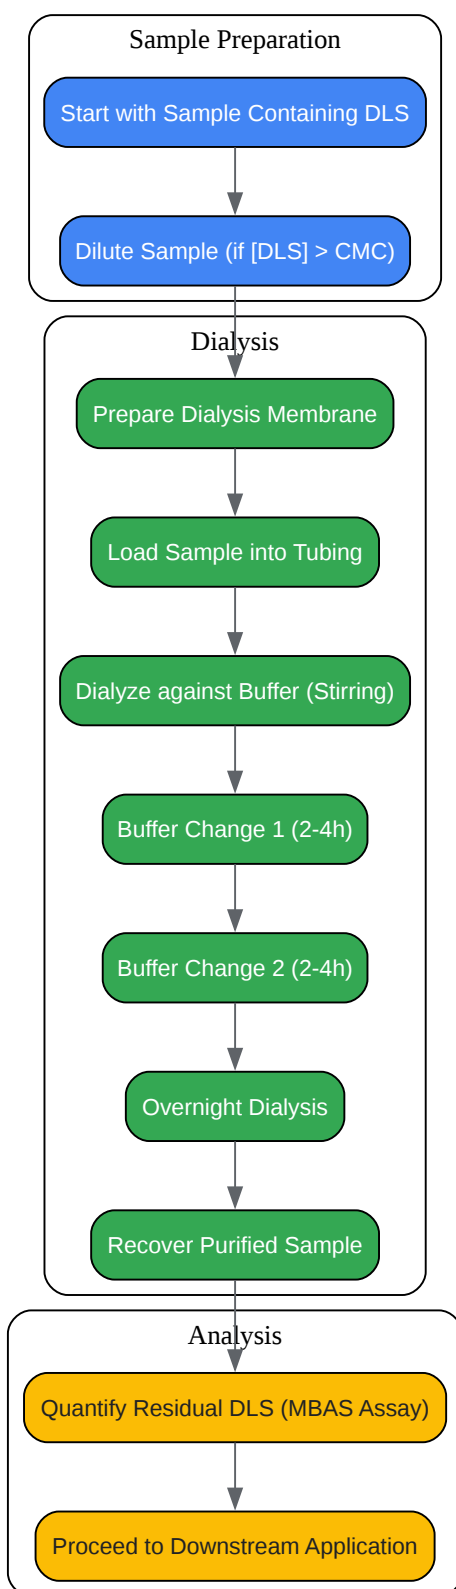 Sample Preparation
Start with Sample Containing DLS
Dilute Sample (if [DLS] > CMC)
Dialysis
Prepare Dialysis Membrane
Load Sample into Tubing
Dialyze against Buffer (Stirring)
Buffer Change 1 (2-4h)
Buffer Change 2 (2-4h)
Overnight Dialysis
Recover Purified Sample
Analysis
Quantify Residual DLS (MBAS Assay)
Proceed to Downstream Application